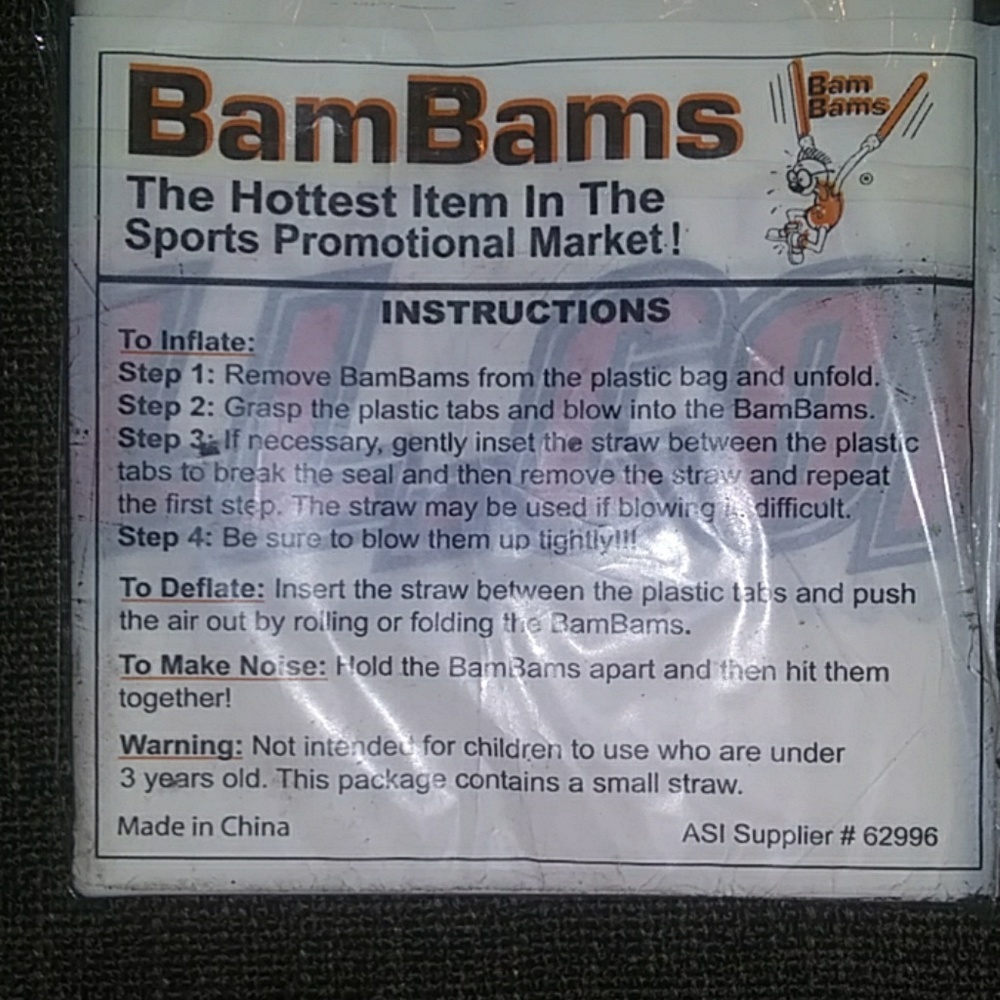 BamBams
Bam
Bams
®
The Hottest Item In The
Sports Promotional Market!
INSTRUCTIONS
To Inflate:
Step 1: Remove BamBams from the plastic bag and unfold.
Step 2: Grasp the plastic tabs and blow into the BamBams.
Step 3: If necessary, gently inset the straw between the plastic
tabs to break the seal and then remove the straw and repeat
the first step. The straw may be used if blowing is difficult.
Step 4: Be sure to blow them up tightly!!!
To Deflate: Insert the straw between the plastic tabs and push
the air out by rolling or folding the BamBams.
To Make Noise: Hold the BamBams apart and then hit them
together!
Warning: Not intended for children to use who are under
3 years old. This package contains a small straw.
Made in China
ASI Supplier # 62996